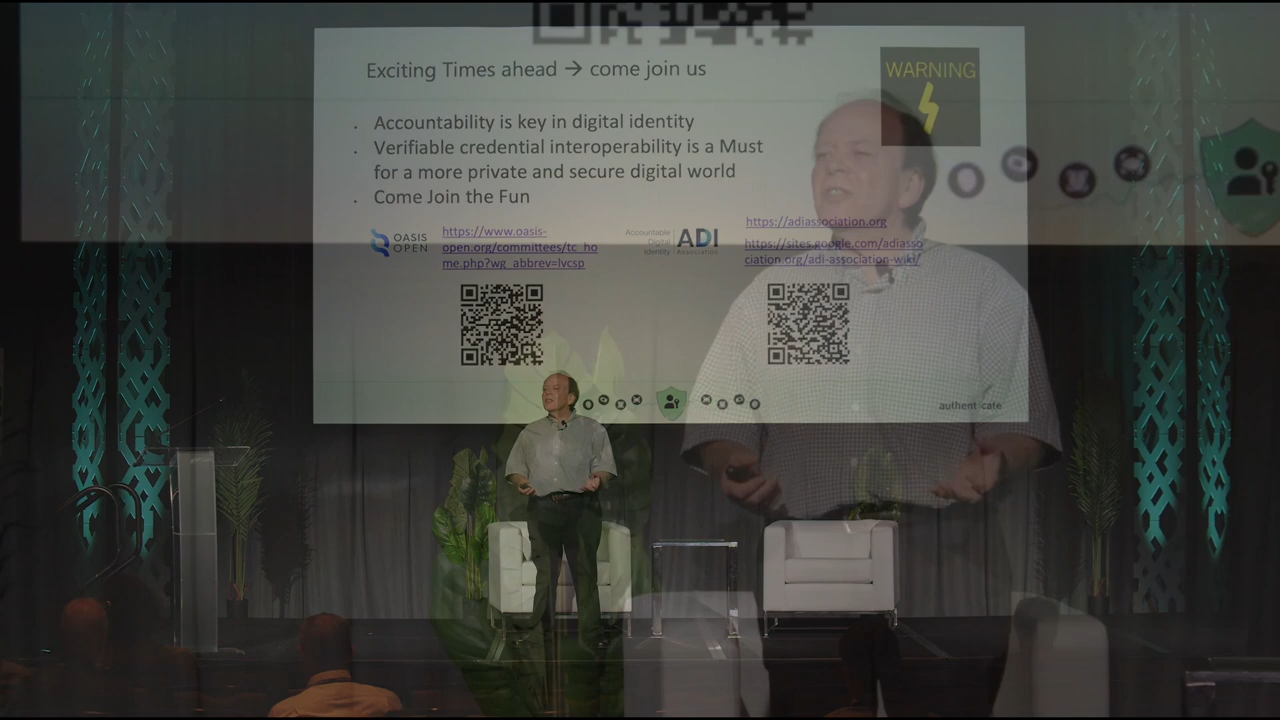 Exciting Times ahead → come join us
WARNING
. Accountability is key in digital identity
. Verifiable credential interoperability is a Must
for a more private and secure digital world
. Come Join the Fun
OASIS
OPEN
https://www.oasis-
open.org/committees/tc_ho
me.php?wg_abbrev=lvcsp
Accountable
Digital
Identity
ADI
Association
https://adiassociation.org
https://sites.google.com/adiasso
ciation.org/adi-association-wiki/
authenticate